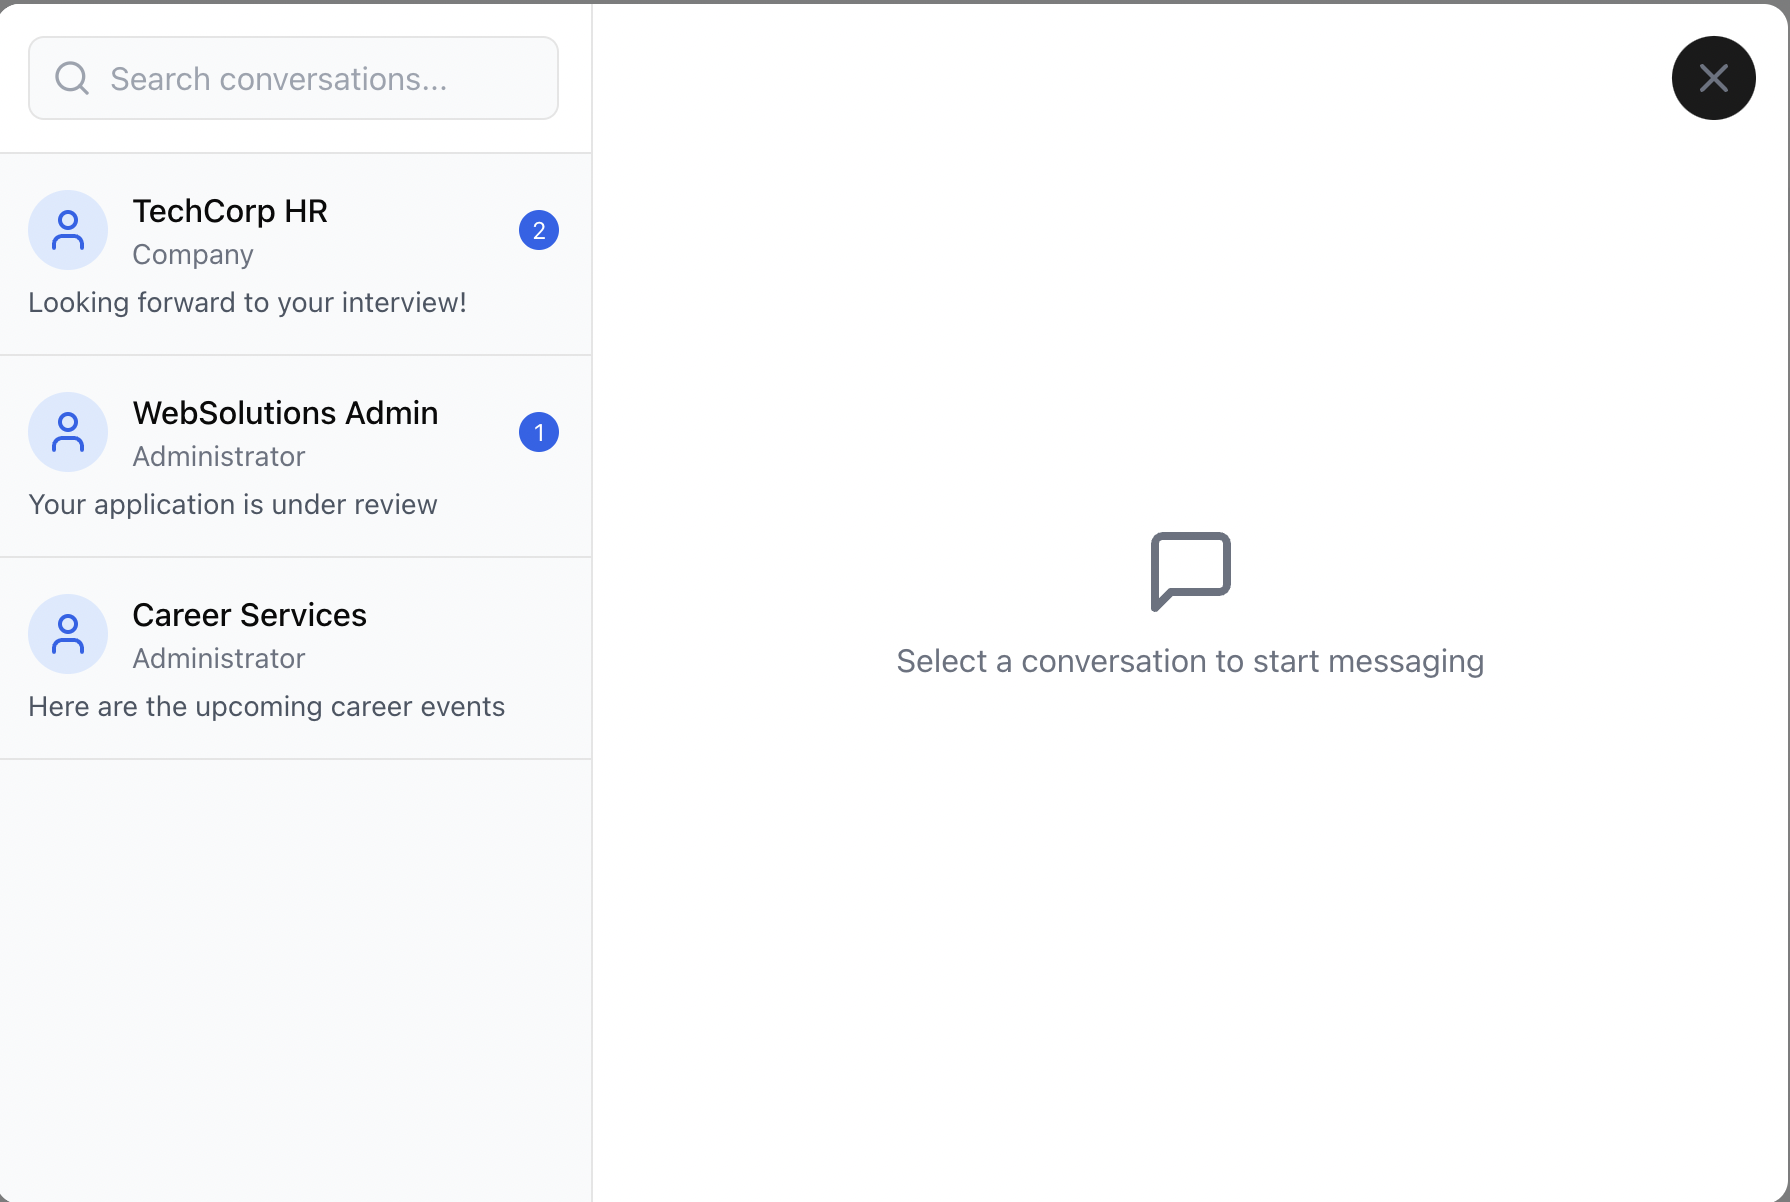 Search conversations...
TechCorp HR
Company
2
Looking forward to your interview!
WebSolutions Admin
Administrator
1
Your application is under review
Career Services
Administrator
Here are the upcoming career events
Select a conversation to start messaging